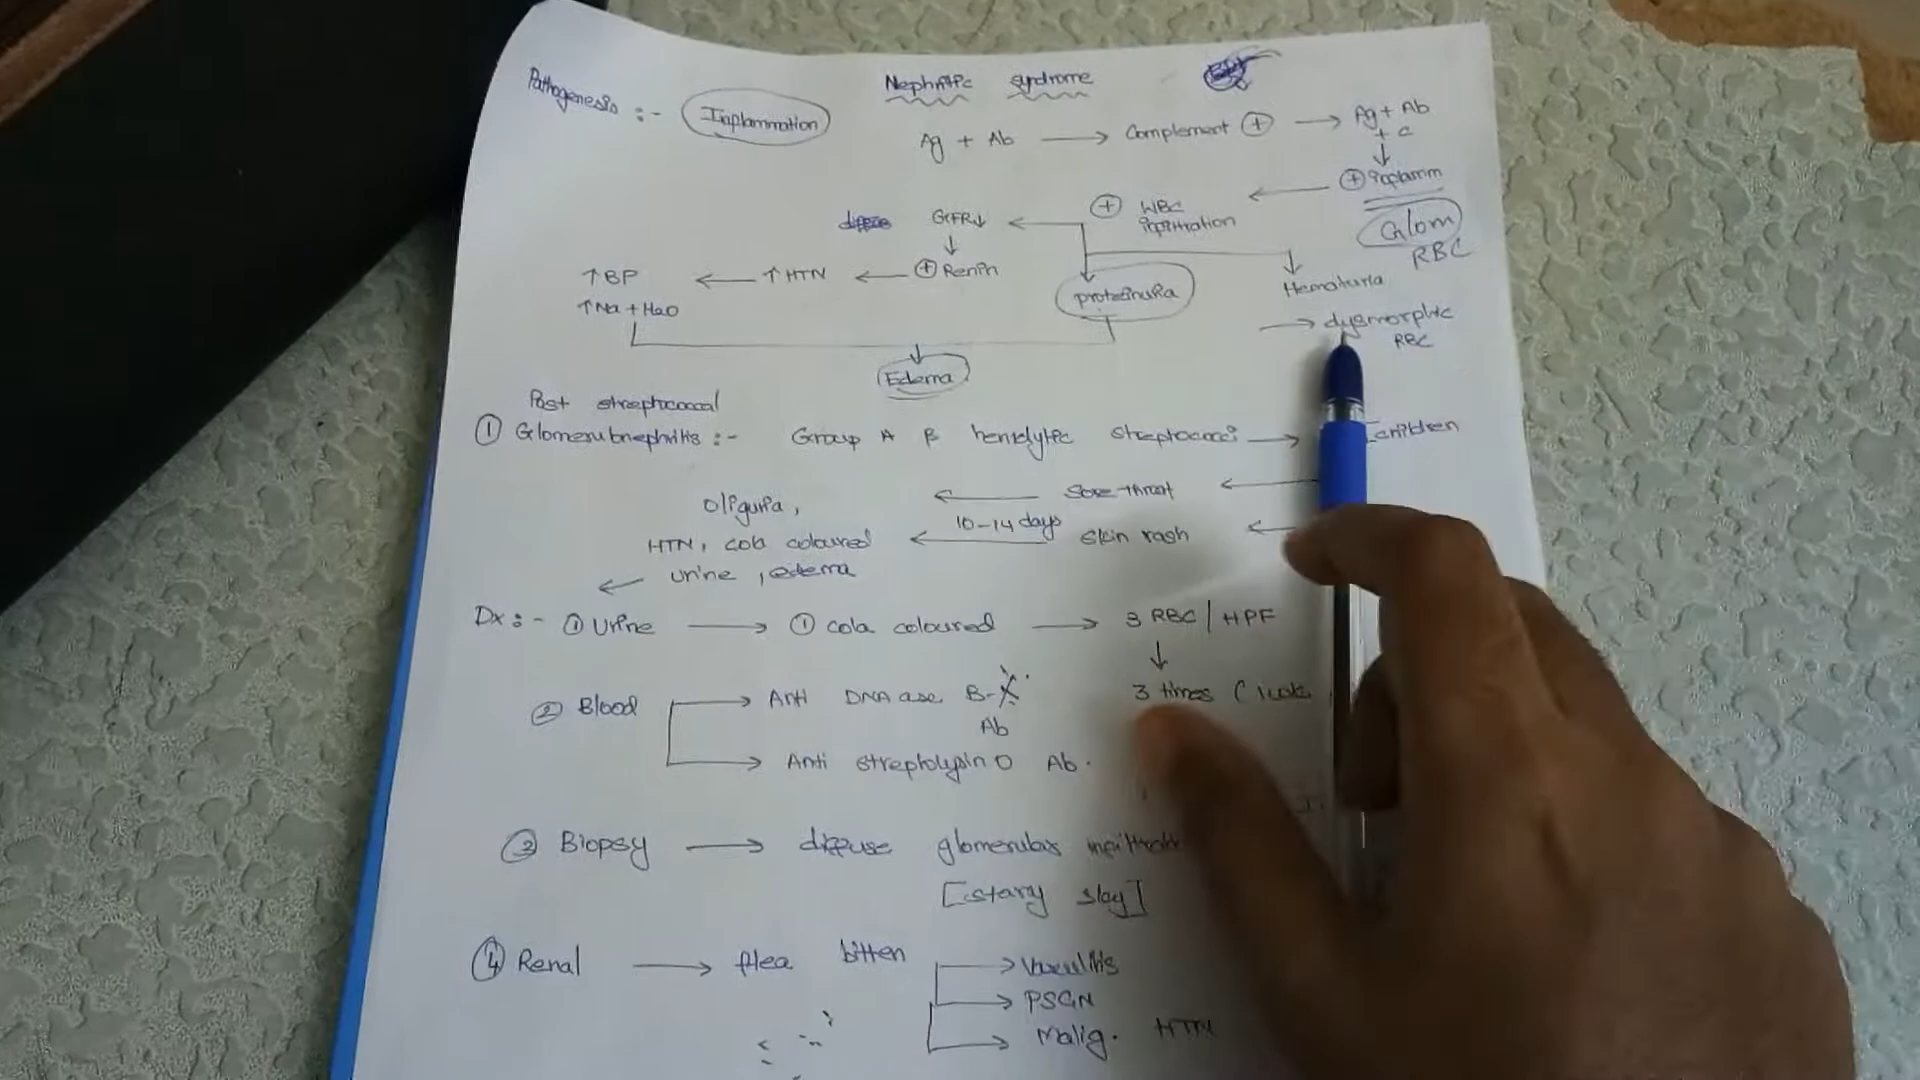 Nephritic syndrome
Pathogenesis :- Inflammation
Ag + Ab → Complement ⊕ → Ag + Ab + C
↓
⊕ inflamm
Glom
RBC
← ⊕ WBC infiltration
GFR↓ ←
↓
⊕ Renin
↑BP ← ↑HTN ←
↑Na + H2O
proteinuria
Hematuria
→ dysmorphic
RBC
Edema
Post streptococcal
① Glomerulonephritis :- Group A β hemolytic streptococci → children
← Sore throat ←
oliguria,
10-14 days
HTN, cola coloured ← skin rash ←
urine, edema
Dx :- ① Urine → ① cola coloured → 3 RBC / HPF
↓
3 times (
② Blood → Anti DNA ase B-
Ab
→ Anti streptolysin O Ab.
③ Biopsy → diffuse glomerular
[stary sky]
④ Renal → flea bitten → Vasculitis
→ PSGN
→ Malig. HTN